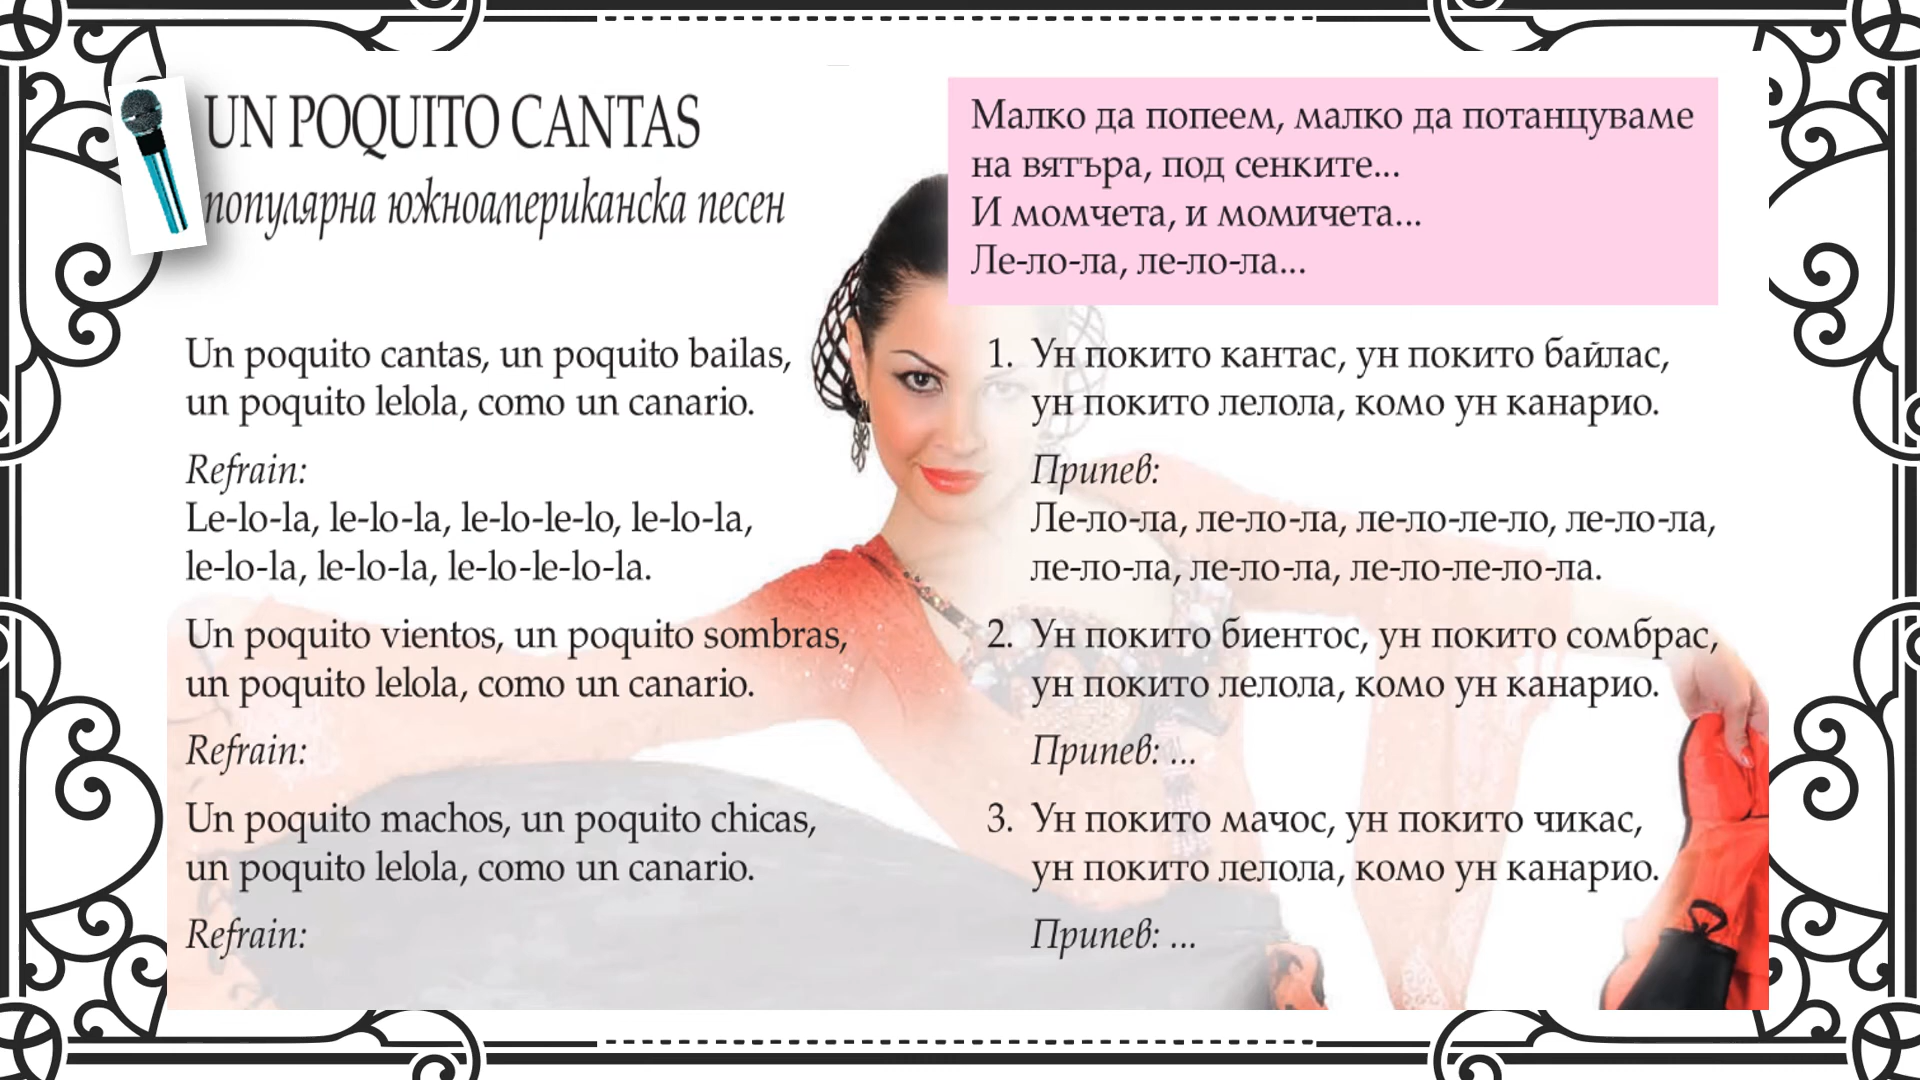 UN POQUITO CANTAS
популярна южноамериканска песен
Малко да попеем, малко да потанцуваме
на вятъра, под сенките...
И момчета, и момичета...
Ле-ло-ла, ле-ло-ла...
Un poquito cantas, un poquito bailas,
un poquito lelola, como un canario.
Refrain:
Le-lo-la, le-lo-la, le-lo-le-lo, le-lo-la,
le-lo-la, le-lo-la, le-lo-le-lo-la.
Un poquito vientos, un poquito sombras,
un poquito lelola, como un canario.
Refrain:
Un poquito machos, un poquito chicas,
un poquito lelola, como un canario.
Refrain:
1. Ун покито кантас, ун покито байлас,
ун покито лелола, комо ун канарио.
Припев:
Ле-ло-ла, ле-ло-ла, ле-ло-ле-ло, ле-ло-ла,
ле-ло-ла, ле-ло-ла, ле-ло-ле-ло-ла.
2. Ун покито биентос, ун покито сомбрас,
ун покито лелола, комо ун канарио.
Припев: ...
3. Ун покито мачос, ун покито чикас,
ун покито лелола, комо ун канарио.
Припев: ...